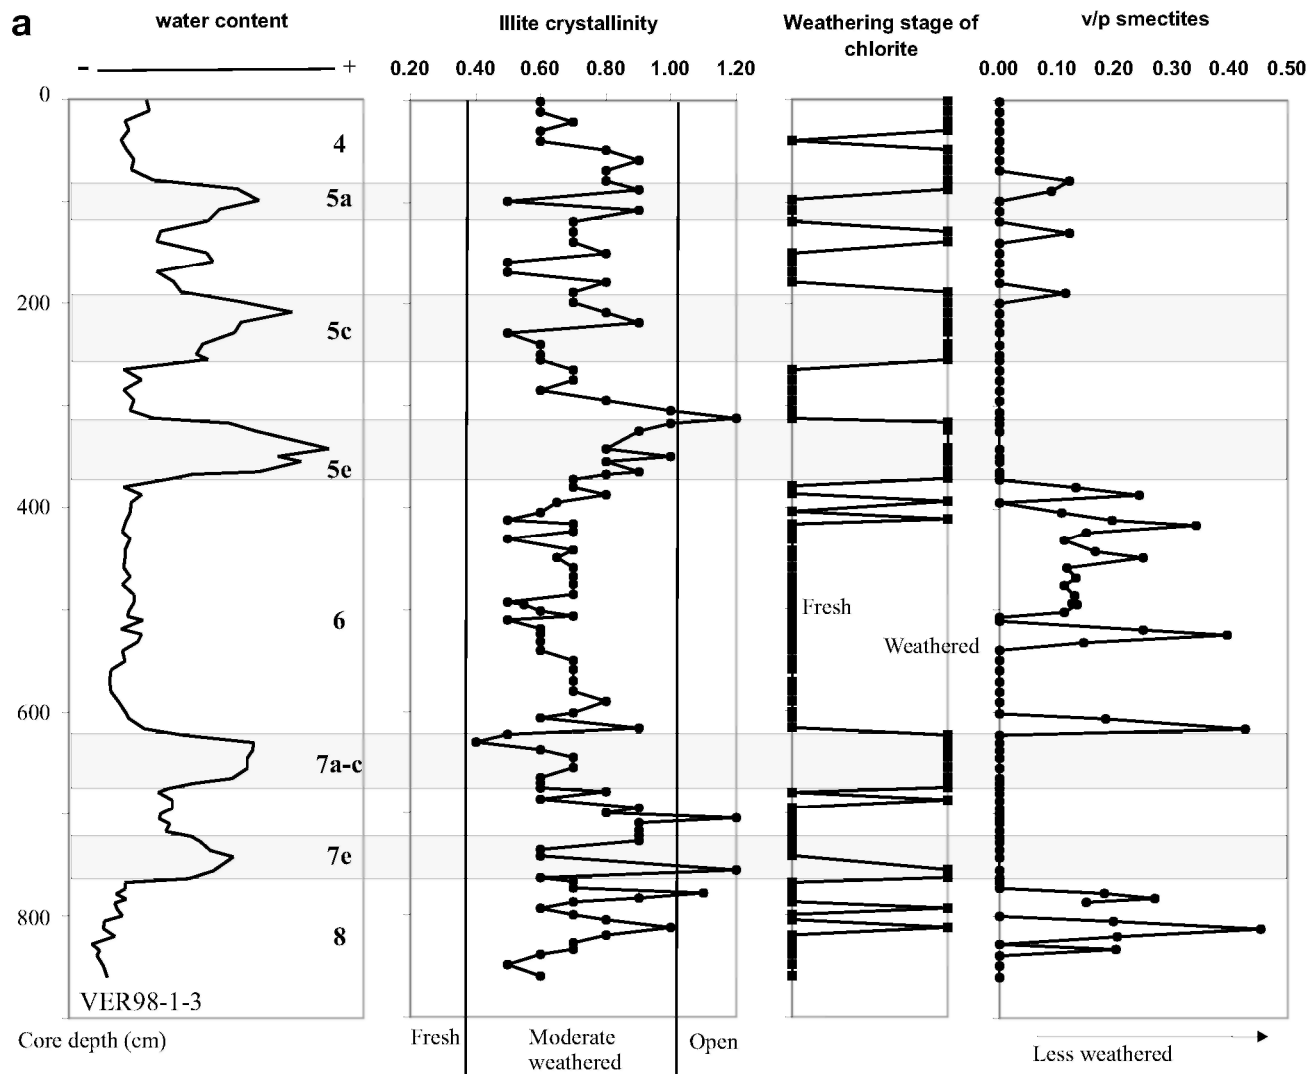 a
water content
Illite crystallinity
Weathering stage of
chlorite
v/p smectites
- +
0.20 0.40 0.60 0.80 1.00 1.20
0.00 0.10 0.20 0.30 0.40 0.50
0
4
5a
200
5c
5e
400
6
Fresh
Weathered
600
7a-c
7e
800
8
VER98-1-3
Core depth (cm)
Fresh
Moderate
weathered
Open
Less weathered